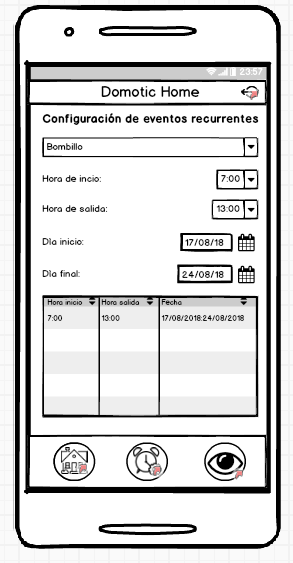 23:57
Domotic Home
Configuración de eventos recurrentes
Bombillo
Hora de incio: 7:00
Hora de salida: 13:00
Día inicio: 17/08/18
Día final: 24/08/18
Hora inicio Hora salida Fecha
7:00 13:00 17/08/2018:24/08/2018